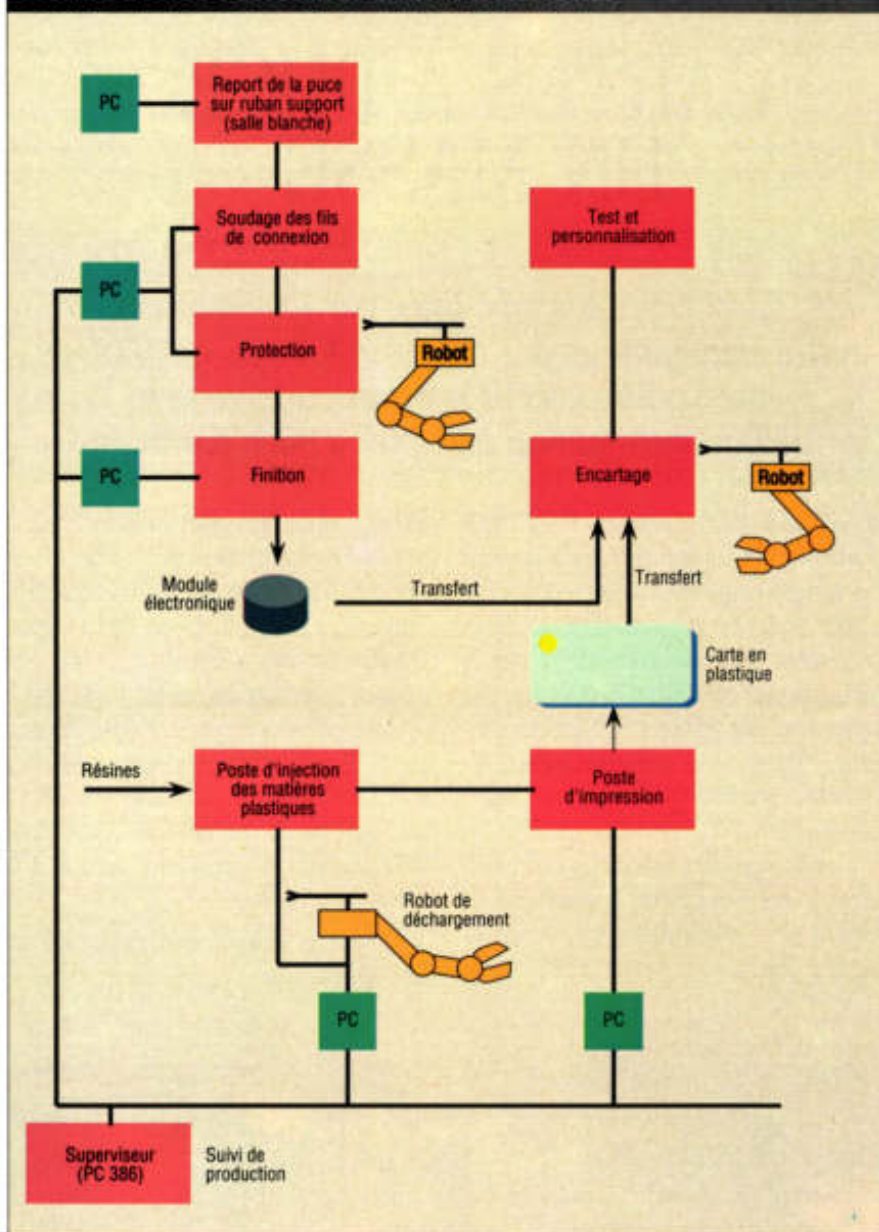 PC
Report de la puce
sur ruban support
(salle blanche)
Soudage des fils
de connexion
Test et
personnalisation
PC
Protection
Robot
PC
Finition
Encartage
Robot
Module
électronique
Transfert
Transfert
Carte en
plastique
Résines
Poste d'injection
des matières
plastiques
Poste
d'impression
Robot de
déchargement
PC
PC
Superviseur
(PC 386)
Suivi de
production